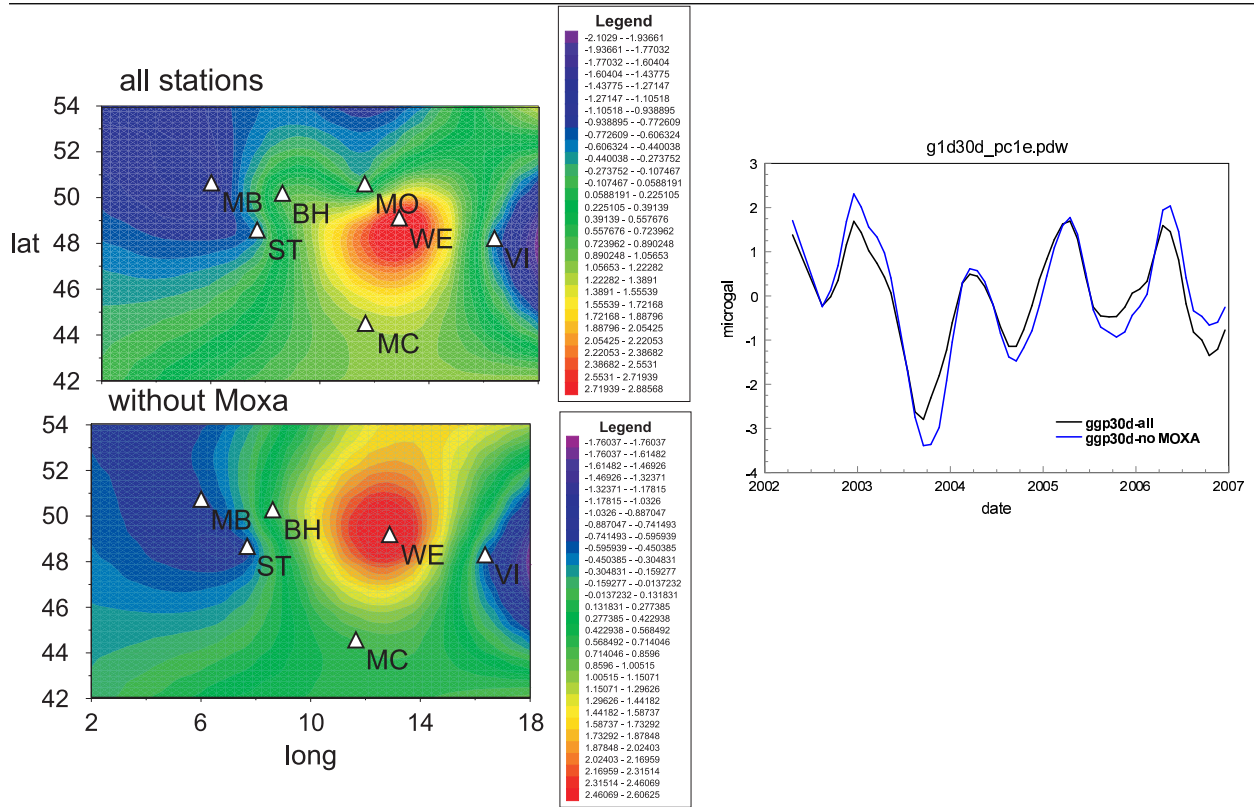 all stations
54
52
50
48
46
44
42
lat
MB
BH
MO
ST
WE
VI
MC
Legend
-2.1029 - -1.93661
-1.93661 - -1.77032
-1.77032 - -1.60404
-1.60404 - -1.43775
-1.43775 - -1.27147
-1.27147 - -1.10518
-1.10518 - -0.938895
-0.938895 - -0.772609
-0.772609 - -0.606324
-0.606324 - -0.440038
-0.440038 - -0.273752
-0.273752 - -0.107467
-0.107467 - 0.0588191
0.0588191 - 0.225105
0.225105 - 0.39139
0.39139 - 0.557676
0.557676 - 0.723962
0.723962 - 0.890248
0.890248 - 1.05653
1.05653 - 1.22282
1.22282 - 1.3891
1.3891 - 1.55539
1.55539 - 1.72168
1.72168 - 1.88796
1.88796 - 2.05425
2.05425 - 2.22053
2.22053 - 2.38682
2.38682 - 2.5531
2.5531 - 2.71939
2.71939 - 2.88568
without Moxa
54
52
50
48
46
44
42
MB
BH
ST
WE
VI
MC
2 6 10 14 18
long
Legend
-1.76037 - -1.76037
-1.76037 - -1.61482
-1.61482 - -1.46926
-1.46926 - -1.32371
-1.32371 - -1.17815
-1.17815 - -1.0326
-1.0326 - -0.887047
-0.887047 - -0.741493
-0.741493 - -0.595939
-0.595939 - -0.450385
-0.450385 - -0.304831
-0.304831 - -0.159277
-0.159277 - -0.0137232
-0.0137232 - 0.131831
0.131831 - 0.277385
0.277385 - 0.422938
0.422938 - 0.568492
0.568492 - 0.714046
0.714046 - 0.8596
0.8596 - 1.00515
1.00515 - 1.15071
1.15071 - 1.29626
1.29626 - 1.44182
1.44182 - 1.58737
1.58737 - 1.73292
1.73292 - 1.87848
1.87848 - 2.02403
2.02403 - 2.16959
2.16959 - 2.31514
2.31514 - 2.46069
2.46069 - 2.60625
g1d30d_pc1e.pdw
3
2
1
0
-1
-2
-3
-4
microgal
ggp30d-all
ggp30d-no MOXA
2002 2003 2004 2005 2006 2007
date